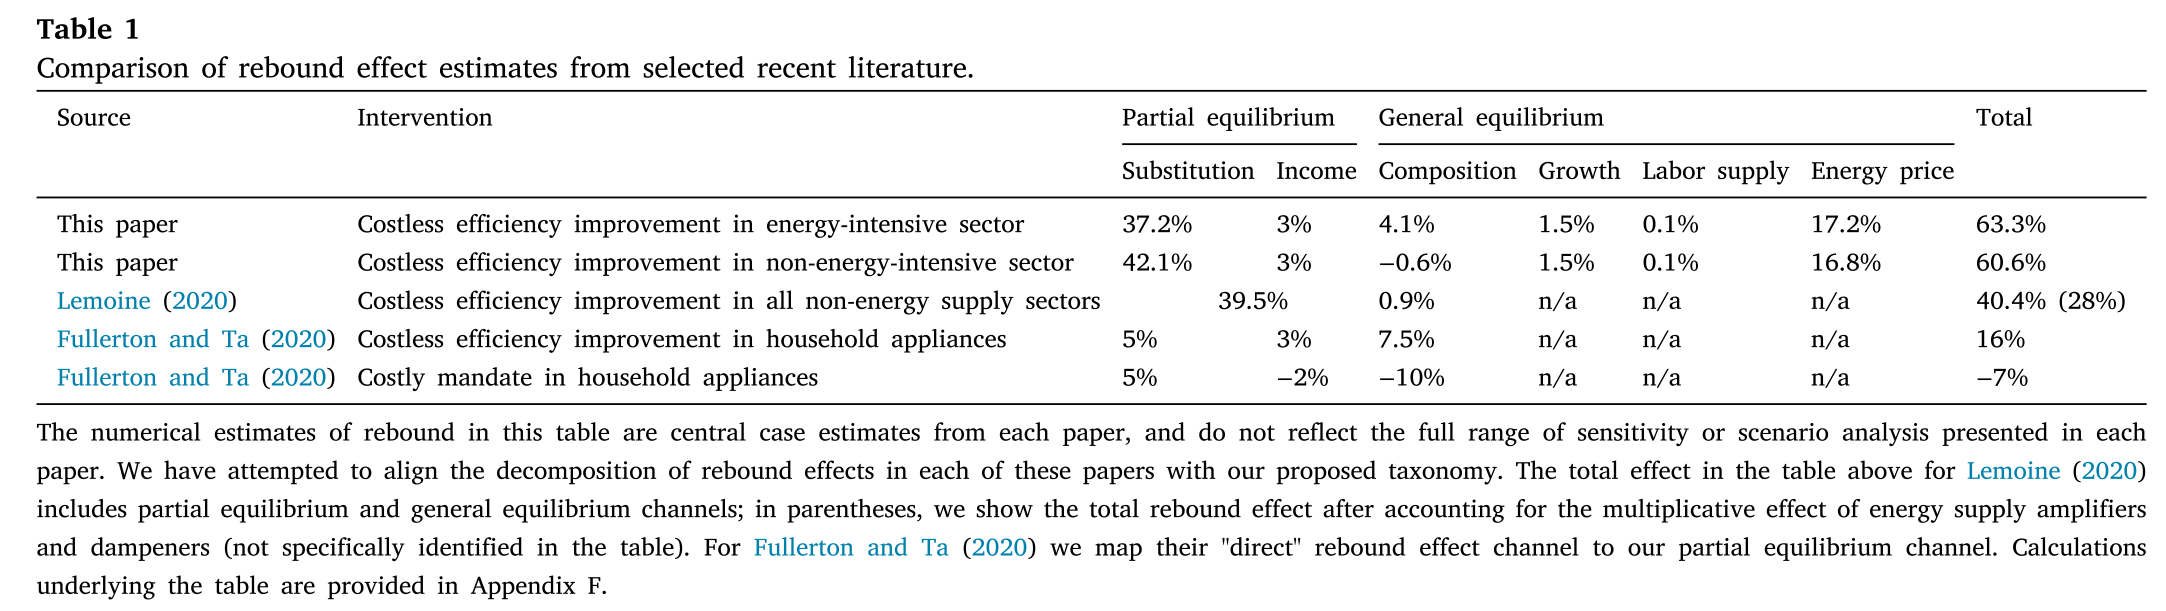 Table 1
Comparison of rebound effect estimates from selected recent literature.
Source Intervention Partial equilibrium General equilibrium Total
Substitution Income Composition Growth Labor supply Energy price
This paper Costless efficiency improvement in energy-intensive sector 37.2% 3% 4.1% 1.5% 0.1% 17.2% 63.3%
This paper Costless efficiency improvement in non-energy-intensive sector 42.1% 3% −0.6% 1.5% 0.1% 16.8% 60.6%
Lemoine (2020) Costless efficiency improvement in all non-energy supply sectors 39.5% 0.9% n/a n/a n/a 40.4% (28%)
Fullerton and Ta (2020) Costless efficiency improvement in household appliances 5% 3% 7.5% n/a n/a n/a 16%
Fullerton and Ta (2020) Costly mandate in household appliances 5% −2% −10% n/a n/a n/a −7%
The numerical estimates of rebound in this table are central case estimates from each paper, and do not reflect the full range of sensitivity or scenario analysis presented in each
paper. We have attempted to align the decomposition of rebound effects in each of these papers with our proposed taxonomy. The total effect in the table above for Lemoine (2020)
includes partial equilibrium and general equilibrium channels; in parentheses, we show the total rebound effect after accounting for the multiplicative effect of energy supply amplifiers
and dampeners (not specifically identified in the table). For Fullerton and Ta (2020) we map their "direct" rebound effect channel to our partial equilibrium channel. Calculations
underlying the table are provided in Appendix F.